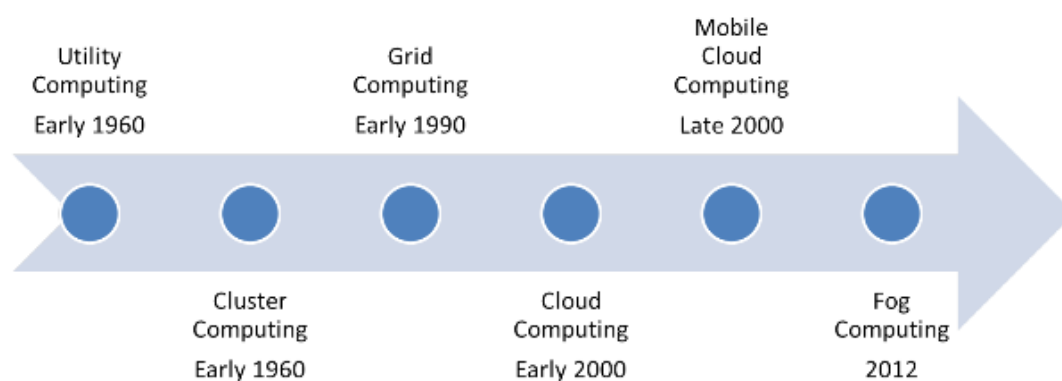 Utility
Computing
Early 1960
Cluster
Computing
Early 1960
Grid
Computing
Early 1990
Cloud
Computing
Early 2000
Mobile
Cloud
Computing
Late 2000
Fog
Computing
2012